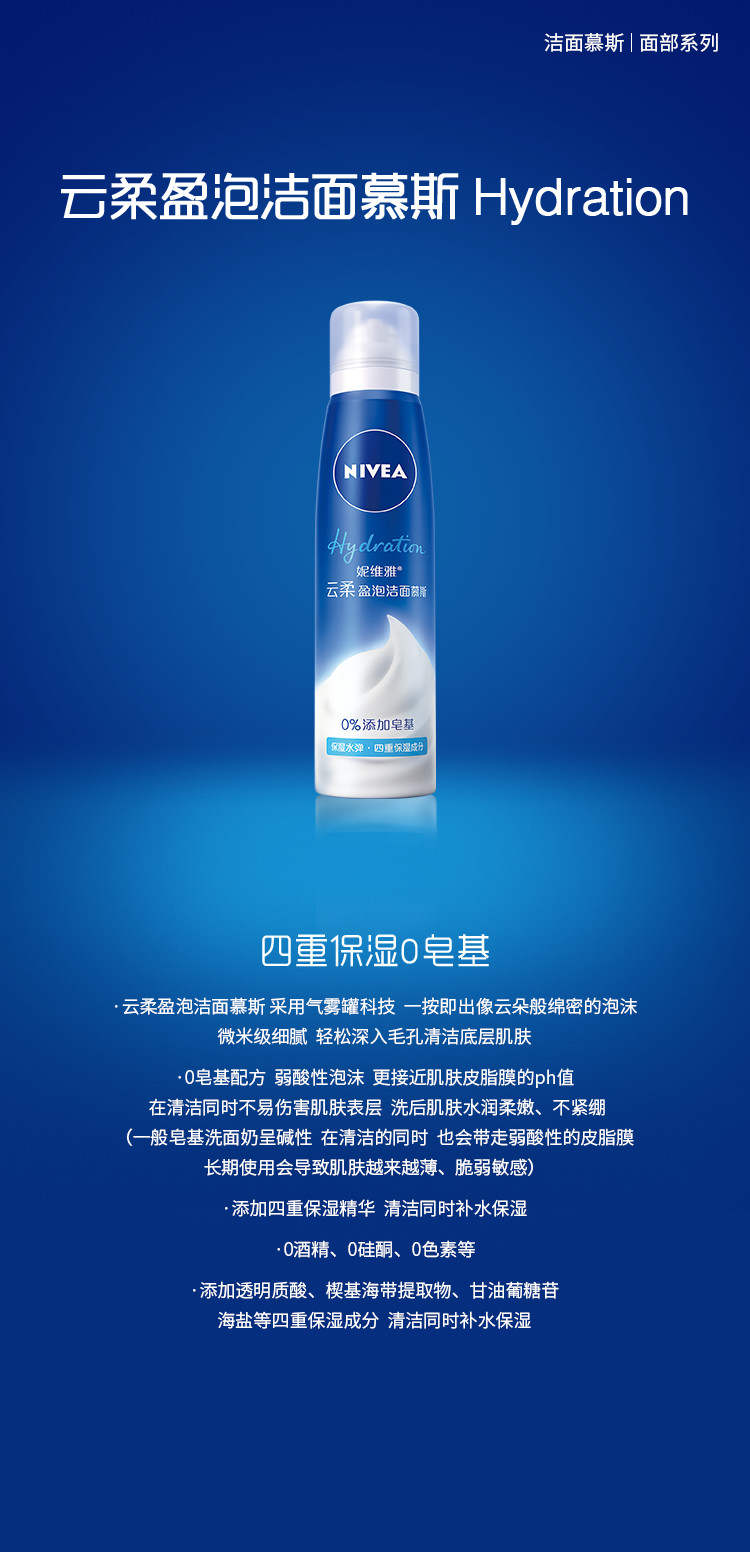 洁面慕斯|面部系列
云柔盈泡洁面慕斯 Hydration
NIVEA
Hydration
妮维雅®
云柔 盈泡洁面慕斯
0%添加皂基
保湿水弹·四重保湿成分
四重保湿0皂基
·云柔盈泡洁面慕斯 采用气雾罐科技 一按即出像云朵般绵密的泡沫
微米级细腻 轻松深入毛孔清洁底层肌肤
·0皂基配方 弱酸性泡沫 更接近肌肤皮脂膜的ph值
在清洁同时不易伤害肌肤表层 洗后肌肤水润柔嫩、不紧绷
（一般皂基洗面奶呈碱性 在清洁的同时 也会带走弱酸性的皮脂膜
长期使用会导致肌肤越来越薄、脆弱敏感）
·添加四重保湿精华 清洁同时补水保湿
·0酒精、0硅酮、0色素等
·添加透明质酸、楔基海带提取物、甘油葡糖苷
海盐等四重保湿成分 清洁同时补水保湿